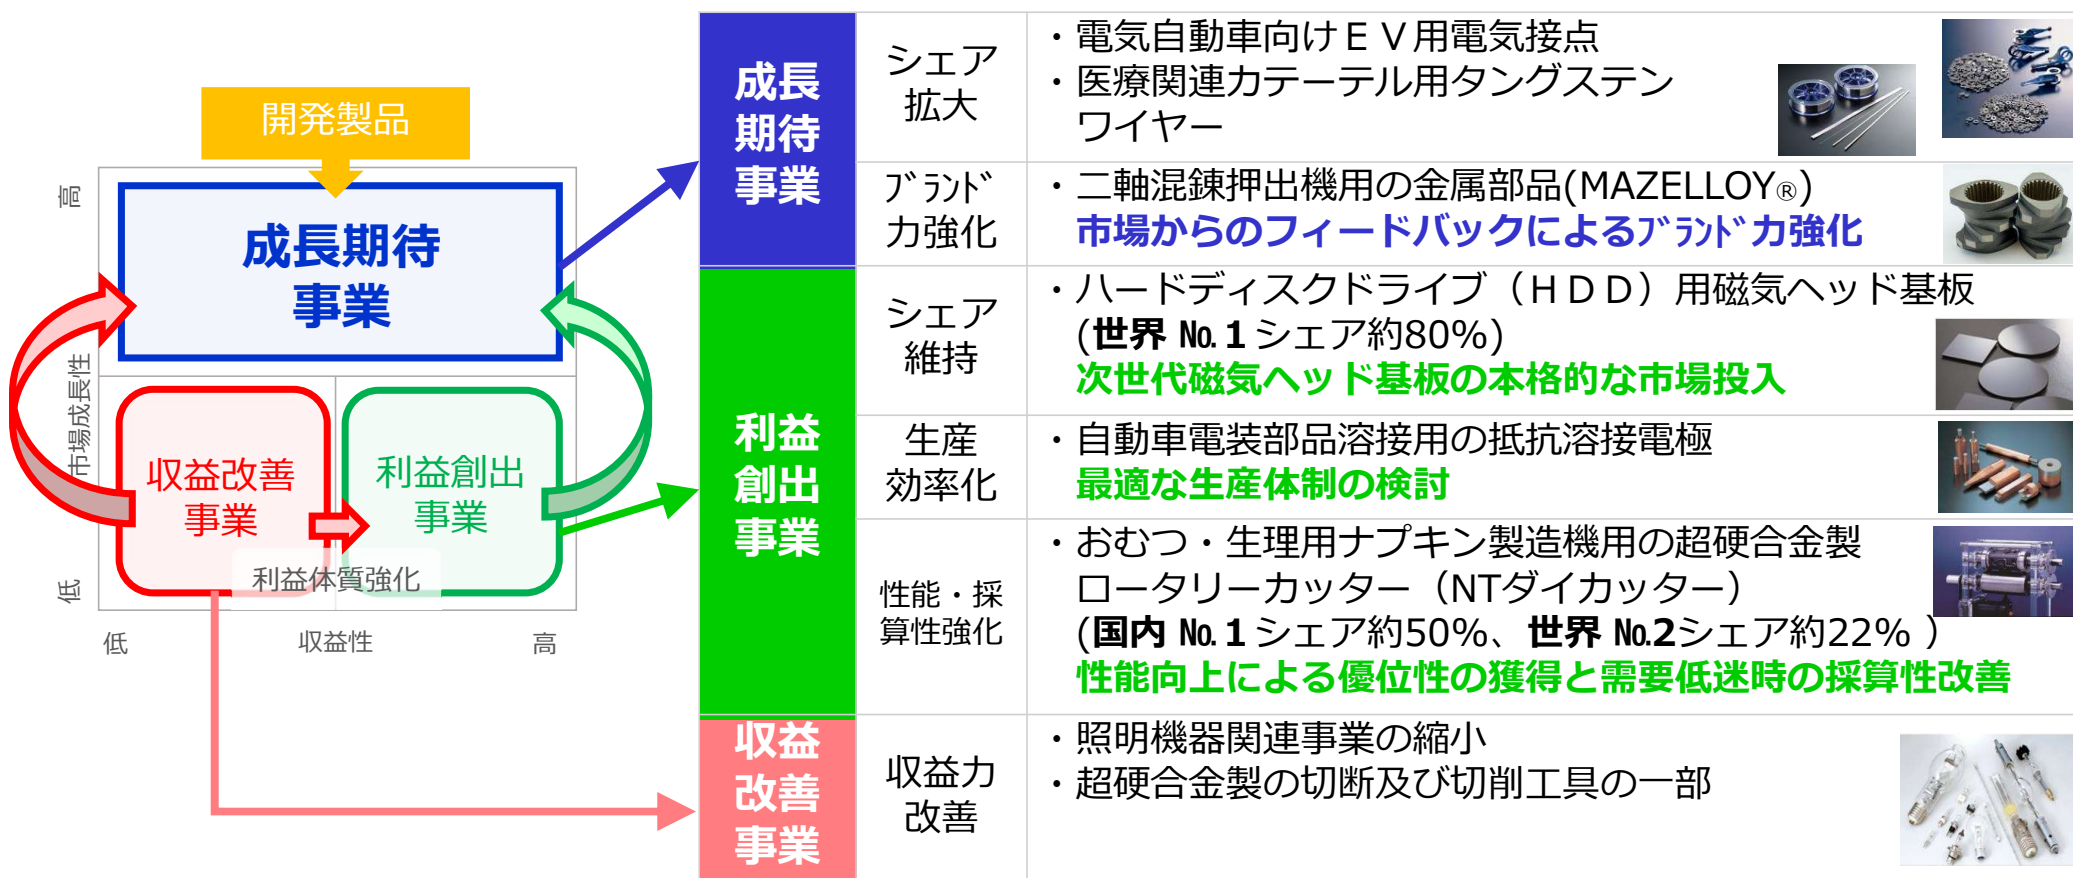 開発製品
高
成長期待
事業
市場成長性
収益改善
事業
利益創出
事業
利益体質強化
低
低
収益性
高
成長
期待
事業
シェア
拡大
・電気自動車向けＥＶ用電気接点
・医療関連カテーテル用タングステン
ワイヤー
ﾌﾞﾗﾝﾄﾞ
力強化
・二軸混錬押出機用の金属部品(MAZELLOY®)
市場からのフィードバックによるﾌﾞﾗﾝﾄﾞ力強化
利益
創出
事業
シェア
維持
・ハードディスクドライブ（ＨＤＤ）用磁気ヘッド基板
(世界 №１シェア約80%)
次世代磁気ヘッド基板の本格的な市場投入
生産
効率化
・自動車電装部品溶接用の抵抗溶接電極
最適な生産体制の検討
性能・採
算性強化
・おむつ・生理用ナプキン製造機用の超硬合金製
ロータリーカッター（NTダイカッター）
(国内 №１シェア約50%、世界 №2シェア約22% ）
性能向上による優位性の獲得と需要低迷時の採算性改善
収益
改善
事業
収益力
改善
・照明機器関連事業の縮小
・超硬合金製の切断及び切削工具の一部